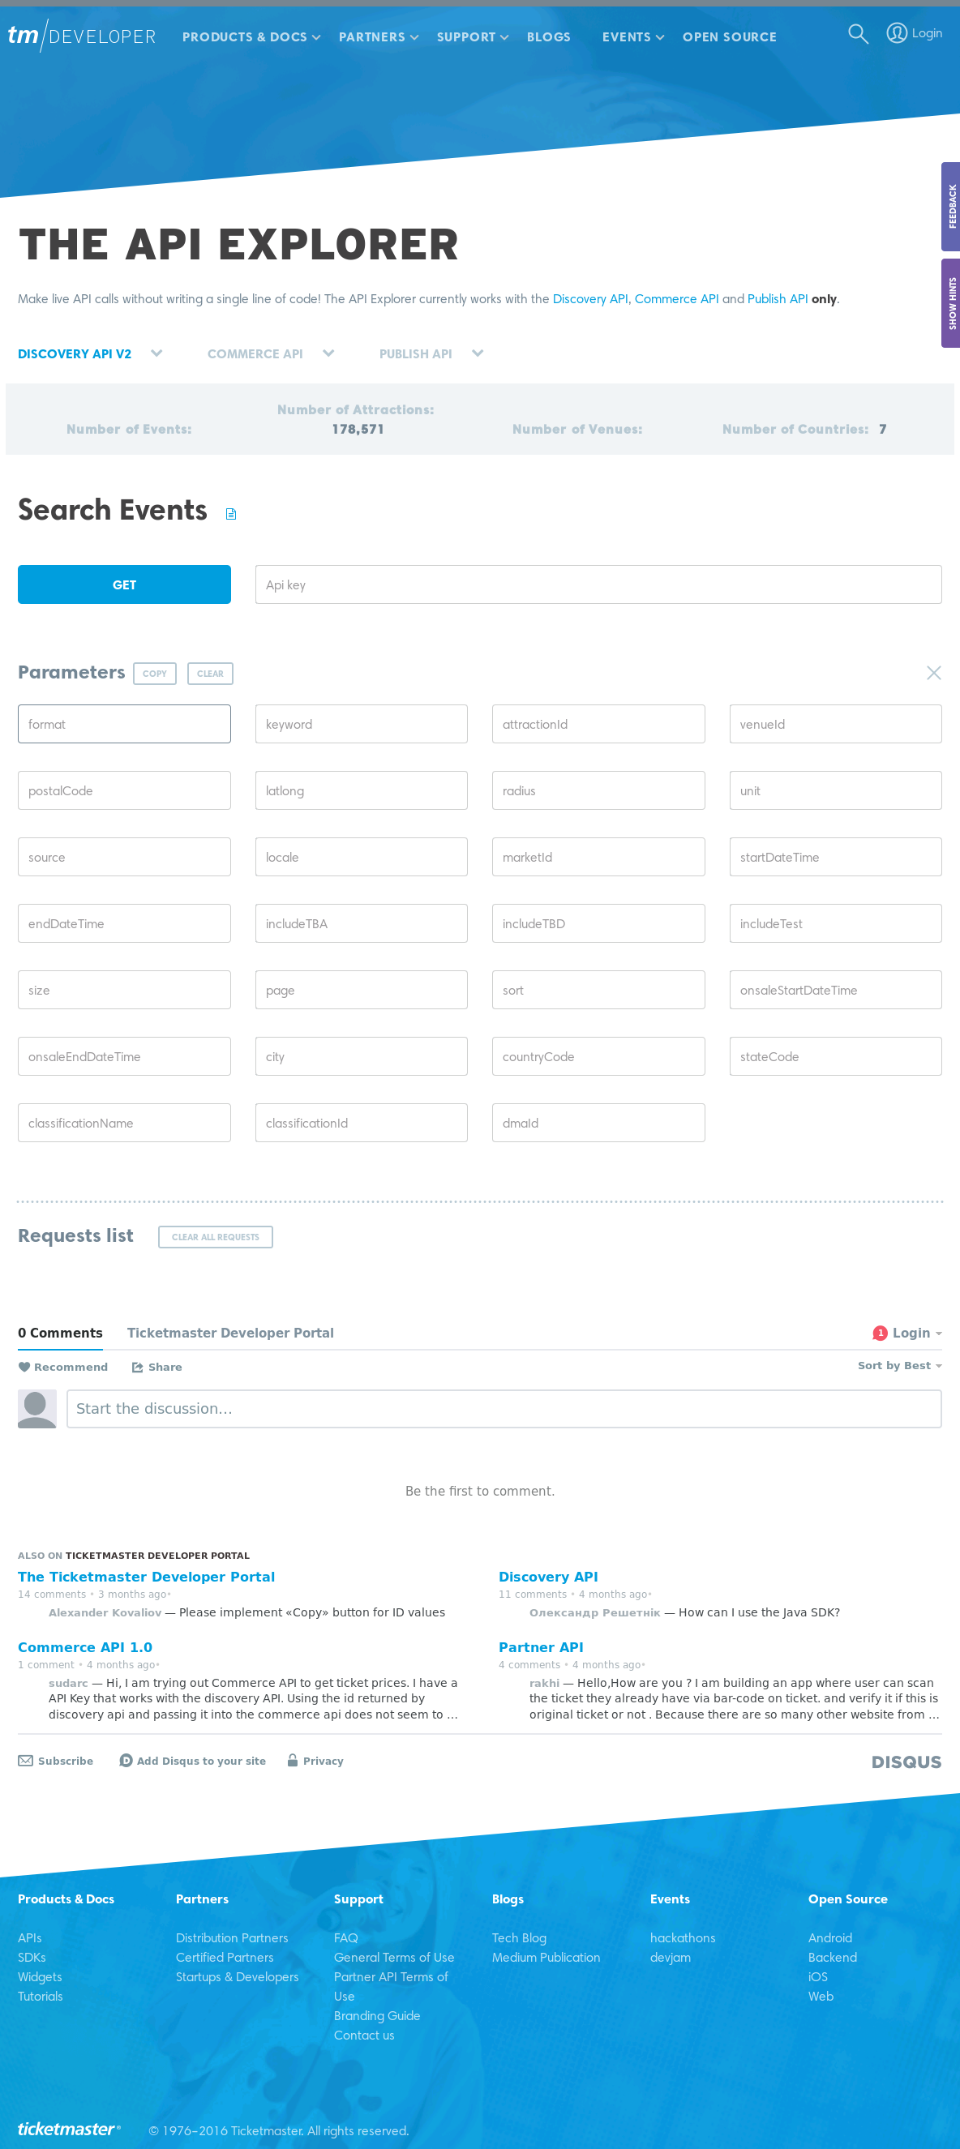 tm/DEVELOPER PRODUCTS & DOCS PARTNERS SUPPORT BLOGS EVENTS OPEN SOURCE Login
FEEDBACK
SHOW HINTS
THE API EXPLORER
Make live API calls without writing a single line of code! The API Explorer currently works with the Discovery API, Commerce API and Publish API only.
DISCOVERY API V2 COMMERCE API PUBLISH API
Number of Attractions:
Number of Events: 178,571 Number of Venues: Number of Countries: 7
Search Events
GET Api key
Parameters COPY CLEAR
format keyword attractionId venueId
postalCode latlong radius unit
source locale marketId startDateTime
endDateTime includeTBA includeTBD includeTest
size page sort onsaleStartDateTime
onsaleEndDateTime city countryCode stateCode
classificationName classificationId dmaId
Requests list CLEAR ALL REQUESTS
0 Comments Ticketmaster Developer Portal 1 Login
Recommend Share Sort by Best
Start the discussion...
Be the first to comment.
ALSO ON TICKETMASTER DEVELOPER PORTAL
The Ticketmaster Developer Portal
14 comments • 3 months ago•
Alexander Kovaliov — Please implement «Copy» button for ID values
Discovery API
11 comments • 4 months ago•
Олександр Решетнік — How can I use the Java SDK?
Commerce API 1.0
1 comment • 4 months ago•
sudarc — Hi, I am trying out Commerce API to get ticket prices. I have a
API Key that works with the discovery API. Using the id returned by
discovery api and passing it into the commerce api does not seem to ...
Partner API
4 comments • 4 months ago•
rakhi — Hello,How are you ? I am building an app where user can scan
the ticket they already have via bar-code on ticket. and verify it if this is
original ticket or not . Because there are so many other website from ...
Subscribe D Add Disqus to your site Privacy DISQUS
Products & Docs
APIs
SDKs
Widgets
Tutorials
Partners
Distribution Partners
Certified Partners
Startups & Developers
Support
FAQ
General Terms of Use
Partner API Terms of
Use
Branding Guide
Contact us
Blogs
Tech Blog
Medium Publication
Events
hackathons
devjam
Open Source
Android
Backend
iOS
Web
ticketmaster® © 1976-2016 Ticketmaster. All rights reserved.